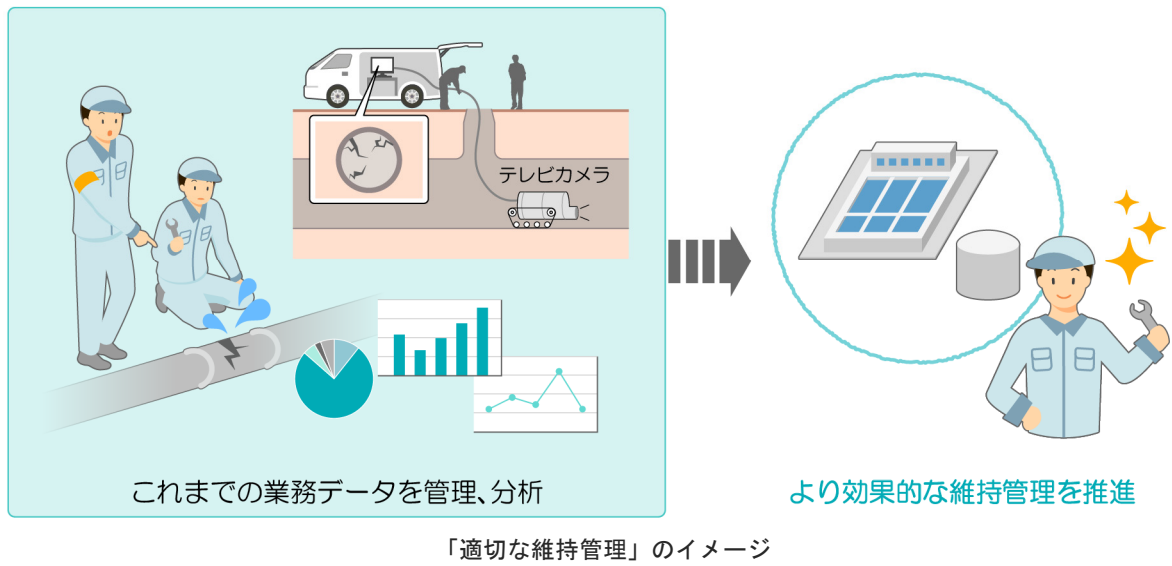 テレビカメラ
これまでの業務データを管理、分析
より効果的な維持管理を推進
「適切な維持管理」のイメージ